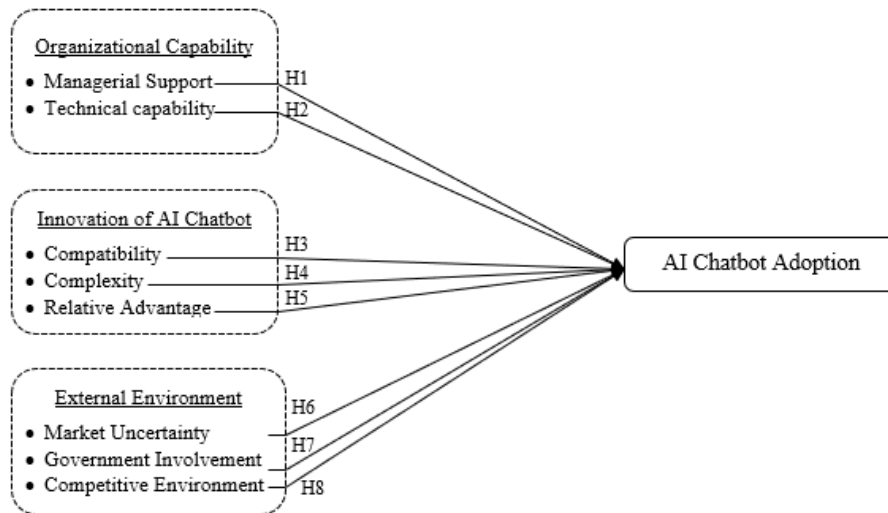 Organizational Capability
• Managerial Support
H1
• Technical capability
H2
Innovation of AI Chatbot
• Compatibility
H3
• Complexity
H4
• Relative Advantage
H5
AI Chatbot Adoption
External Environment
H6
• Market Uncertainty
H7
• Government Involvement
• Competitive Environment
H8